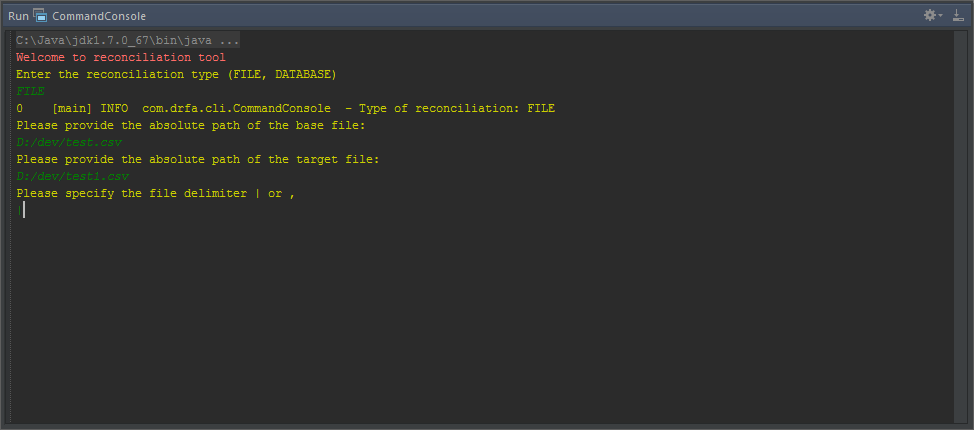 Run CommandConsole
C:\Java\jdk1.7.0_67\bin\java ...
Welcome to reconciliation tool
Enter the reconciliation type (FILE, DATABASE)
FILE
0    [main] INFO  com.drfa.cli.CommandConsole  - Type of reconciliation: FILE
Please provide the absolute path of the base file:
D:/dev/test.csv
Please provide the absolute path of the target file:
D:/dev/test1.csv
Please specify the file delimiter | or ,
|